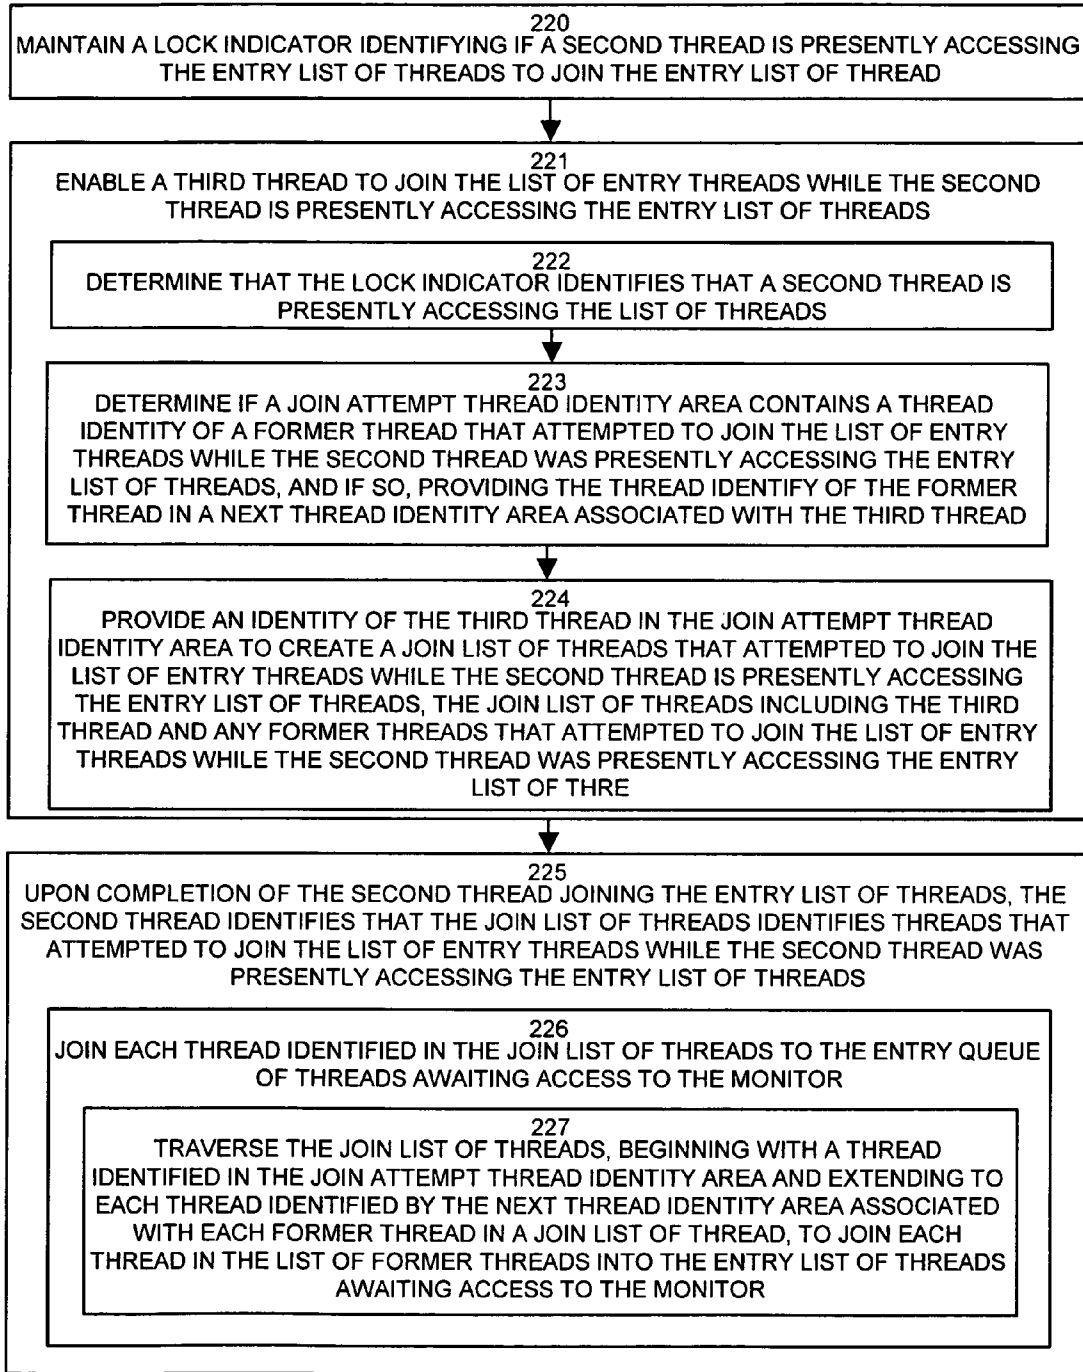 220
MAINTAIN A LOCK INDICATOR IDENTIFYING IF A SECOND THREAD IS PRESENTLY ACCESSING
THE ENTRY LIST OF THREADS TO JOIN THE ENTRY LIST OF THREAD
221
ENABLE A THIRD THREAD TO JOIN THE LIST OF ENTRY THREADS WHILE THE SECOND
THREAD IS PRESENTLY ACCESSING THE ENTRY LIST OF THREADS
222
DETERMINE THAT THE LOCK INDICATOR IDENTIFIES THAT A SECOND THREAD IS
PRESENTLY ACCESSING THE LIST OF THREADS
223
DETERMINE IF A JOIN ATTEMPT THREAD IDENTITY AREA CONTAINS A THREAD
IDENTITY OF A FORMER THREAD THAT ATTEMPTED TO JOIN THE LIST OF ENTRY
THREADS WHILE THE SECOND THREAD WAS PRESENTLY ACCESSING THE ENTRY
LIST OF THREADS, AND IF SO, PROVIDING THE THREAD IDENTIFY OF THE FORMER
THREAD IN A NEXT THREAD IDENTITY AREA ASSOCIATED WITH THE THIRD THREAD
224
PROVIDE AN IDENTITY OF THE THIRD THREAD IN THE JOIN ATTEMPT THREAD
IDENTITY AREA TO CREATE A JOIN LIST OF THREADS THAT ATTEMPTED TO JOIN THE
LIST OF ENTRY THREADS WHILE THE SECOND THREAD IS PRESENTLY ACCESSING
THE ENTRY LIST OF THREADS, THE JOIN LIST OF THREADS INCLUDING THE THIRD
THREAD AND ANY FORMER THREADS THAT ATTEMPTED TO JOIN THE LIST OF ENTRY
THREADS WHILE THE SECOND THREAD WAS PRESENTLY ACCESSING THE ENTRY
LIST OF THRE
225
UPON COMPLETION OF THE SECOND THREAD JOINING THE ENTRY LIST OF THREADS, THE
SECOND THREAD IDENTIFIES THAT THE JOIN LIST OF THREADS IDENTIFIES THREADS THAT
ATTEMPTED TO JOIN THE LIST OF ENTRY THREADS WHILE THE SECOND THREAD WAS
PRESENTLY ACCESSING THE ENTRY LIST OF THREADS
226
JOIN EACH THREAD IDENTIFIED IN THE JOIN LIST OF THREADS TO THE ENTRY QUEUE
OF THREADS AWAITING ACCESS TO THE MONITOR
227
TRAVERSE THE JOIN LIST OF THREADS, BEGINNING WITH A THREAD
IDENTIFIED IN THE JOIN ATTEMPT THREAD IDENTITY AREA AND EXTENDING TO
EACH THREAD IDENTIFIED BY THE NEXT THREAD IDENTITY AREA ASSOCIATED
WITH EACH FORMER THREAD IN A JOIN LIST OF THREAD, TO JOIN EACH
THREAD IN THE LIST OF FORMER THREADS INTO THE ENTRY LIST OF THREADS
AWAITING ACCESS TO THE MONITOR